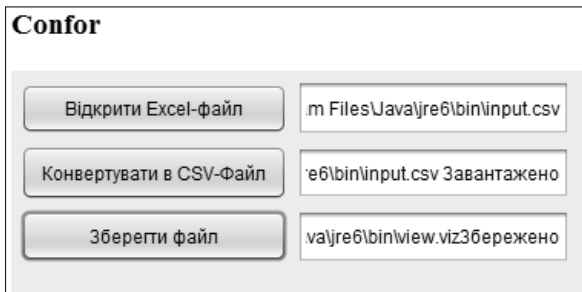 Confor
Відкрити Excel-файл
.m Files\Java\jre6\bin\input.csv
Конвертувати в CSV-Файл
're6\bin\input.csv Завантажено
Зберегти файл
.va\jre6\bin\view.vizЗбережено